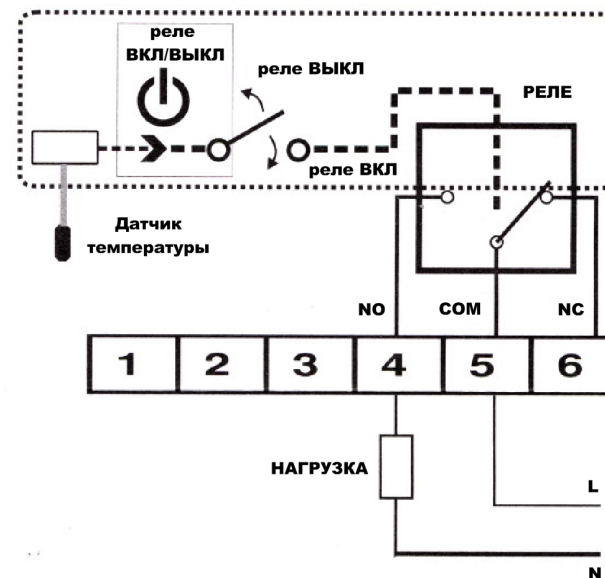 реле
ВКЛ/ВЫКЛ
реле ВЫКЛ
РЕЛЕ
реле ВКЛ
Датчик
температуры
NO COM NC
1 2 3 4 5 6
НАГРУЗКА
L
N